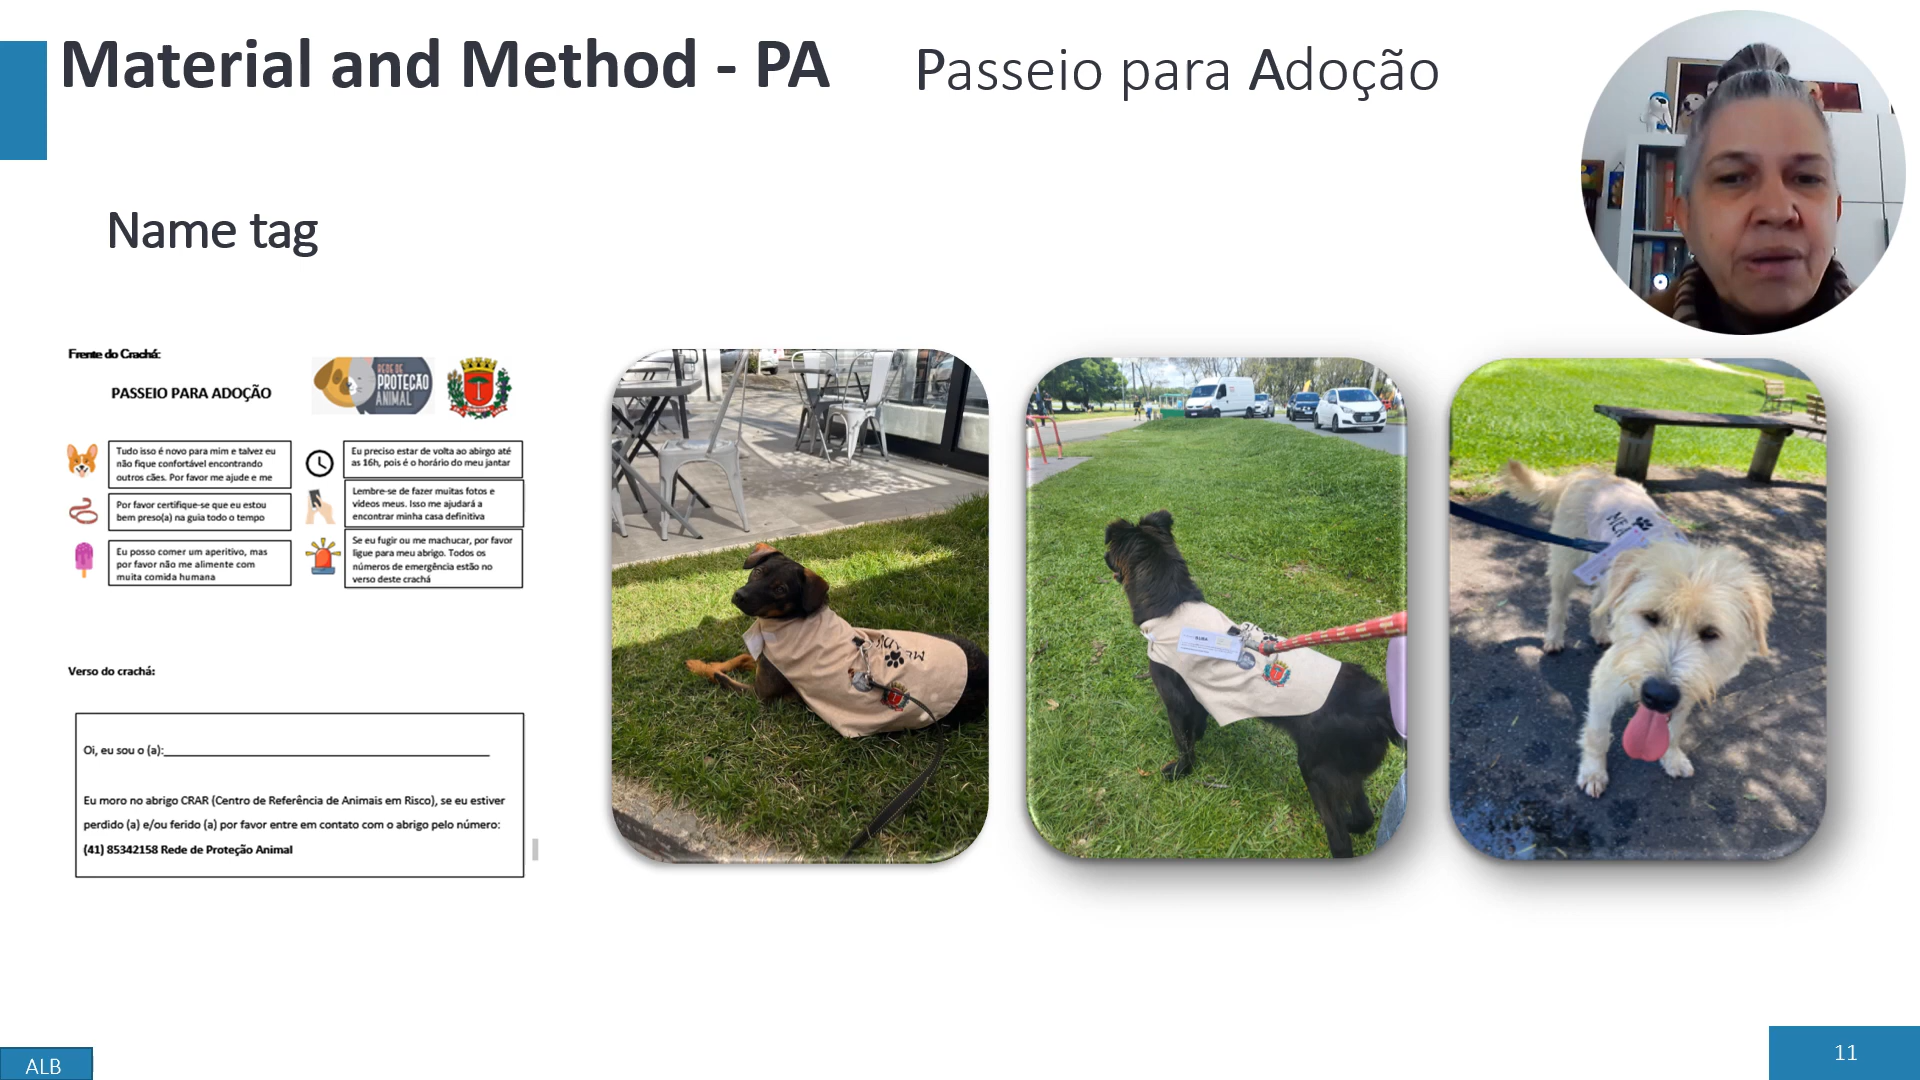 Material and Method - PA
Passeio para Adoção
Name tag
Frente do Crachá:
PASSEIO PARA ADOÇÃO
REDE DE
PROTEÇÃO
ANIMAL
Tudo isso é novo para mim e talvez eu
não fique confortável encontrando
outros cães. Por favor me ajude e me
Eu preciso estar de volta ao abirgo até
as 16h, pois é o horário do meu jantar
Por favor certifique-se que eu estou
bem preso(a) na guia todo o tempo
Lembre-se de fazer muitas fotos e
vídeos meus. Isso me ajudará a
encontrar minha casa definitiva
Eu posso comer um aperitivo, mas
por favor não me alimente com
muita comida humana
Se eu fugir ou me machucar, por favor
ligue para meu abrigo. Todos os
números de emergência estão no
verso deste crachá
Verso do crachá:
Oi, eu sou o (a):
Eu moro no abrigo CRAR (Centro de Referência de Animais em Risco), se eu estiver
perdido (a) e/ou ferido (a) por favor entre em contato com o abrigo pelo número:
(41) 85342158 Rede de Proteção Animal
ALB
11